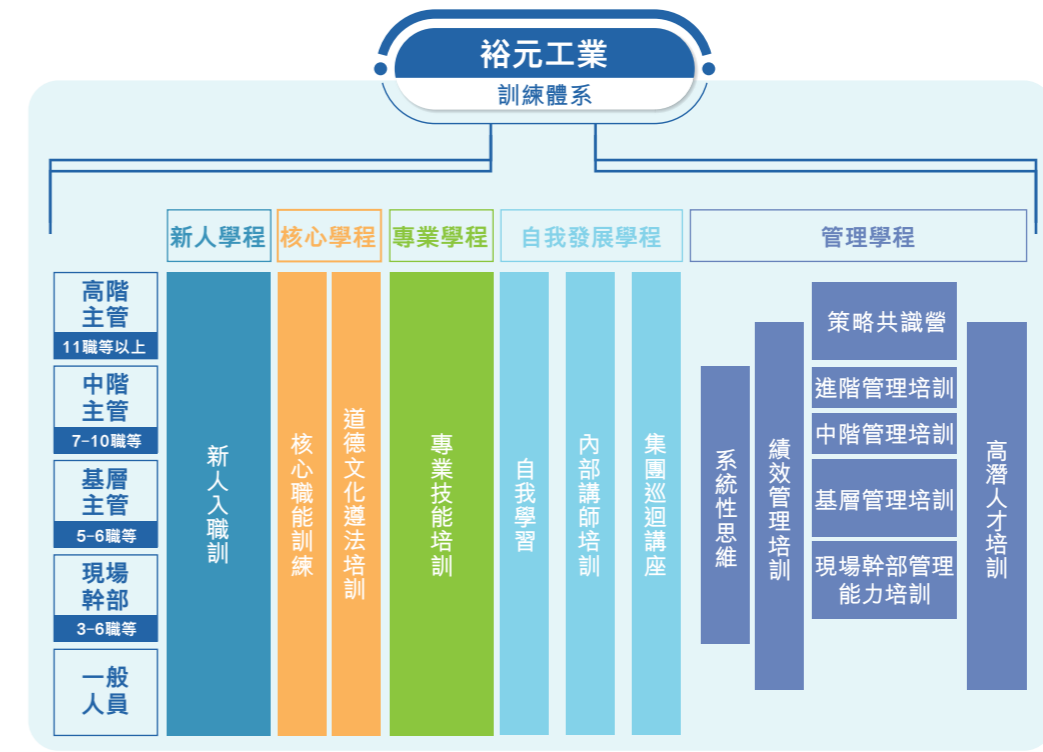 裕元工業
訓練體系
新人學程
核心學程
專業學程
自我發展學程
管理學程
高階
主管
11職等以上
中階
主管
7-10職等
基層
主管
5-6職等
現場
幹部
3-6職等
一般
人員
新人入職訓
核心職能訓練
道德文化遵法培訓
專業技能培訓
自我學習
內部講師培訓
集團巡迴講座
系統性思維
績效管理培訓
策略共識營
進階管理培訓
中階管理培訓
基層管理培訓
現場幹部管理
能力培訓
高潛人才培訓